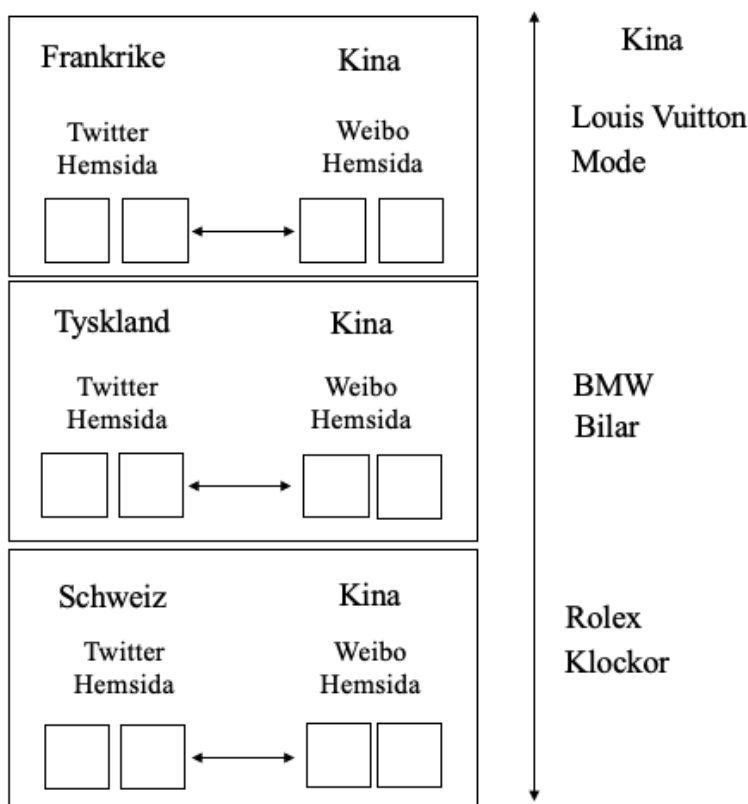 Frankrike
Kina
Twitter
Hemsida
Weibo
Hemsida
Tyskland
Kina
Twitter
Hemsida
Weibo
Hemsida
Schweiz
Kina
Twitter
Hemsida
Weibo
Hemsida
Kina
Louis Vuitton
Mode
BMW
Bilar
Rolex
Klockor